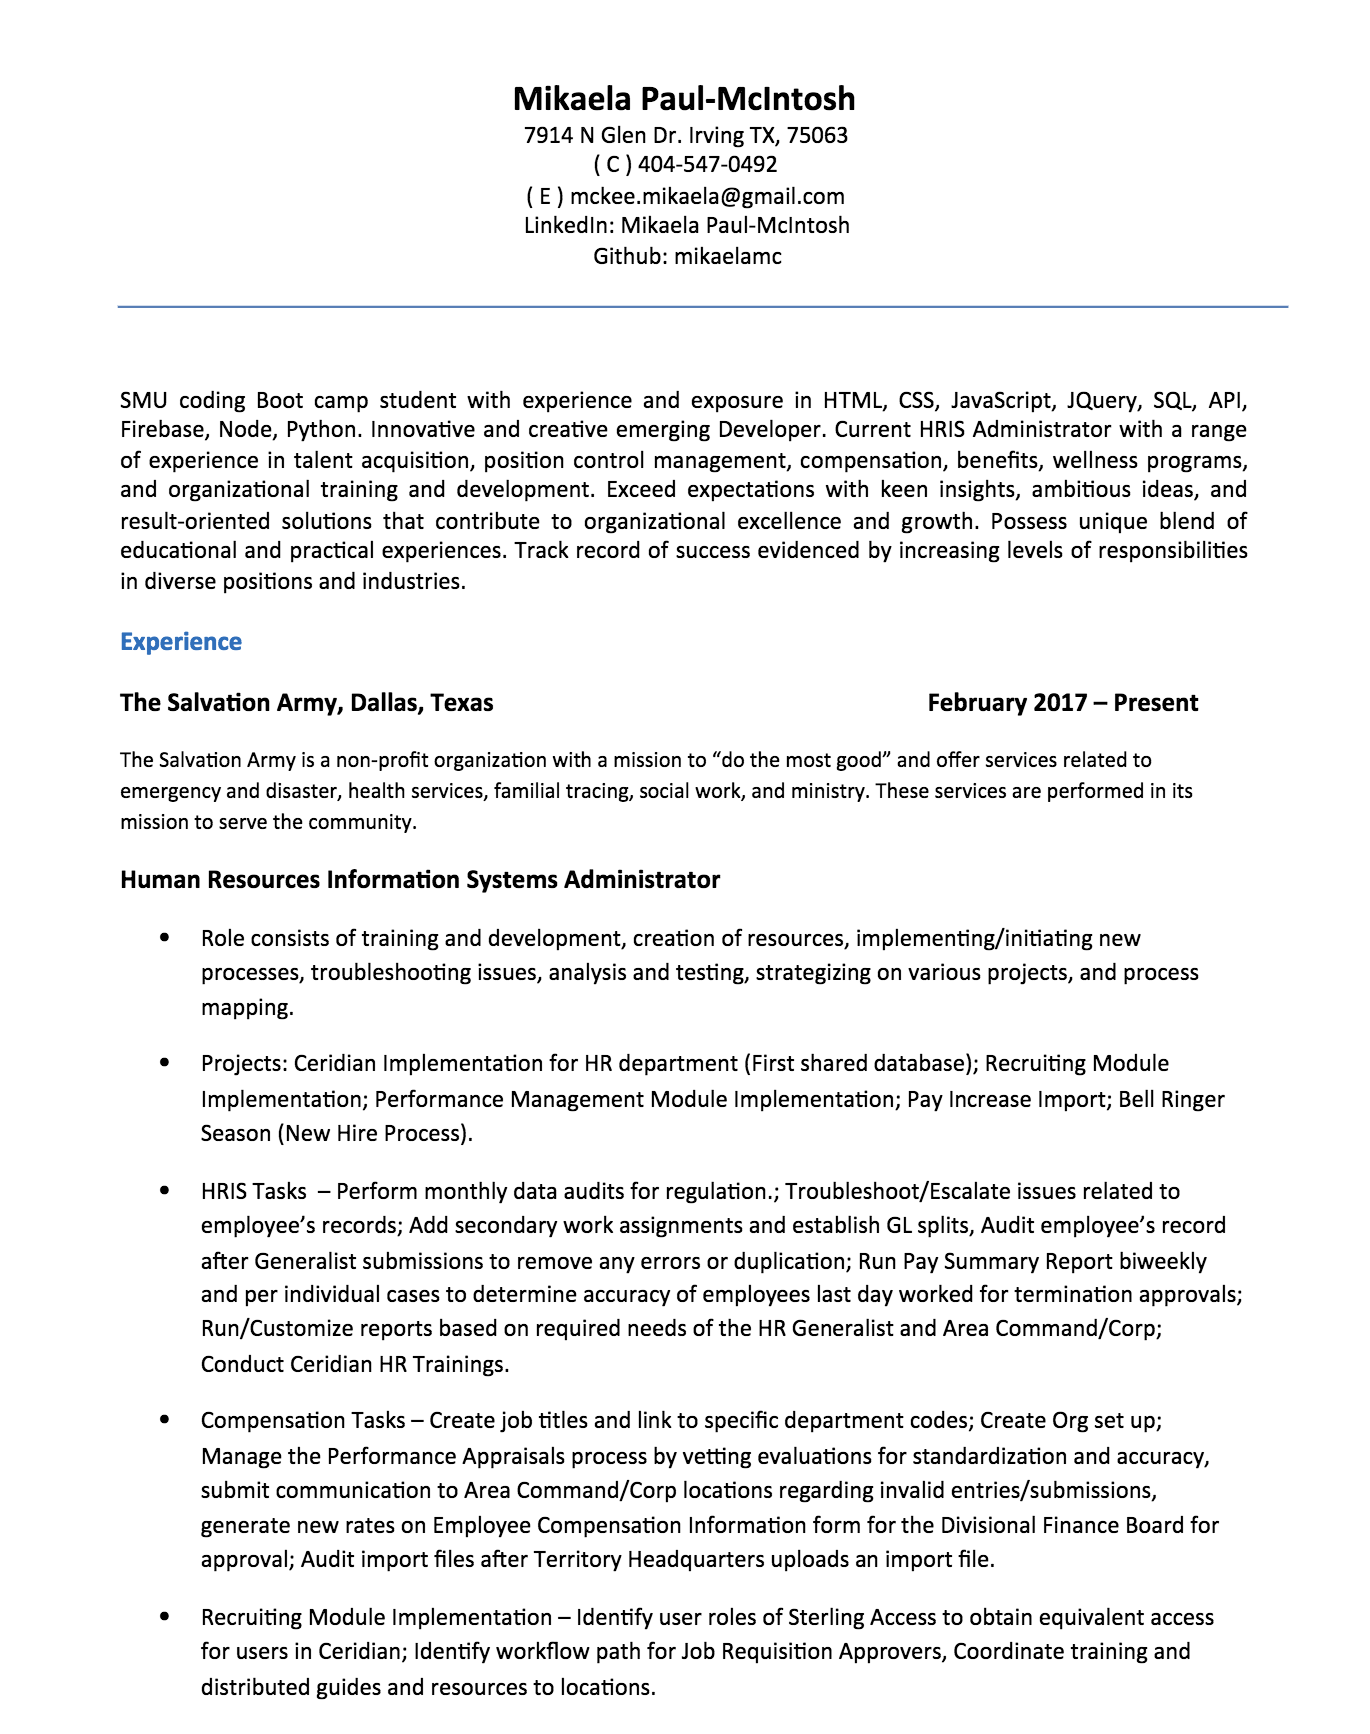 Mikaela Paul-McIntosh
7914 N Glen Dr. Irving TX, 75063
( C ) 404-547-0492
( E ) mckee.mikaela@gmail.com
LinkedIn: Mikaela Paul-McIntosh
Github: mikaelamc
SMU coding Boot camp student with experience and exposure in HTML, CSS, JavaScript, JQuery, SQL, API,
Firebase, Node, Python. Innovative and creative emerging Developer. Current HRIS Administrator with a range
of experience in talent acquisition, position control management, compensation, benefits, wellness programs,
and organizational training and development. Exceed expectations with keen insights, ambitious ideas, and
result-oriented solutions that contribute to organizational excellence and growth. Possess unique blend of
educational and practical experiences. Track record of success evidenced by increasing levels of responsibilities
in diverse positions and industries.
Experience
The Salvation Army, Dallas, Texas February 2017 – Present
The Salvation Army is a non-profit organization with a mission to “do the most good” and offer services related to
emergency and disaster, health services, familial tracing, social work, and ministry. These services are performed in its
mission to serve the community.
Human Resources Information Systems Administrator
• Role consists of training and development, creation of resources, implementing/initiating new
processes, troubleshooting issues, analysis and testing, strategizing on various projects, and process
mapping.
• Projects: Ceridian Implementation for HR department (First shared database); Recruiting Module
Implementation; Performance Management Module Implementation; Pay Increase Import; Bell Ringer
Season (New Hire Process).
• HRIS Tasks – Perform monthly data audits for regulation.; Troubleshoot/Escalate issues related to
employee’s records; Add secondary work assignments and establish GL splits, Audit employee’s record
after Generalist submissions to remove any errors or duplication; Run Pay Summary Report biweekly
and per individual cases to determine accuracy of employees last day worked for termination approvals;
Run/Customize reports based on required needs of the HR Generalist and Area Command/Corp;
Conduct Ceridian HR Trainings.
• Compensation Tasks – Create job titles and link to specific department codes; Create Org set up;
Manage the Performance Appraisals process by vetting evaluations for standardization and accuracy,
submit communication to Area Command/Corp locations regarding invalid entries/submissions,
generate new rates on Employee Compensation Information form for the Divisional Finance Board for
approval; Audit import files after Territory Headquarters uploads an import file.
• Recruiting Module Implementation – Identify user roles of Sterling Access to obtain equivalent access
for users in Ceridian; Identify workflow path for Job Requisition Approvers, Coordinate training and
distributed guides and resources to locations.